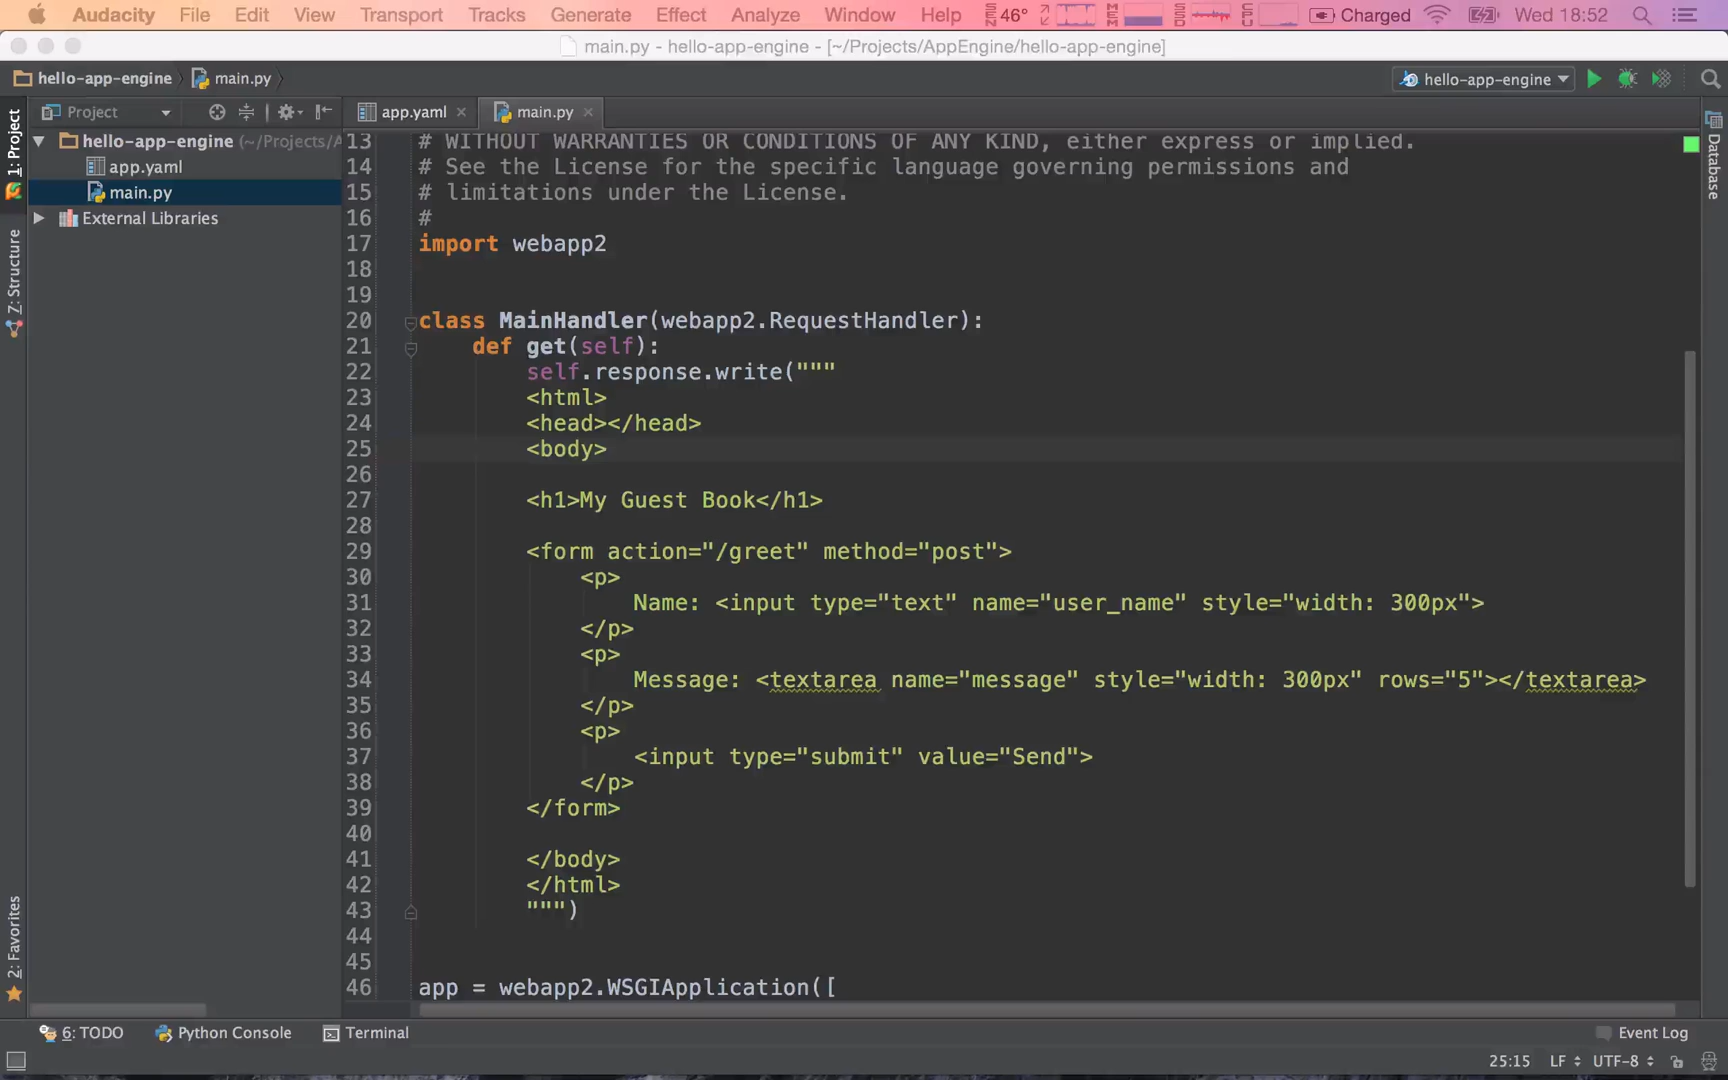 Audacity File Edit View Transport Tracks Generate Effect Analyze Window Help SEN 46° MEM SSD CPU Charged Wed 18:52
main.py - hello-app-engine - [~/Projects/AppEngine/hello-app-engine]
hello-app-engine main.py hello-app-engine
Project app.yaml main.py
1: Project
Z: Structure
2: Favorites
Database
hello-app-engine (~/Projects/A
app.yaml
main.py
External Libraries
13 # WITHOUT WARRANTIES OR CONDITIONS OF ANY KIND, either express or implied.
14 # See the License for the specific language governing permissions and
15 # limitations under the License.
16 #
17 import webapp2
18
19
20 class MainHandler(webapp2.RequestHandler):
21 def get(self):
22 self.response.write("""
23 <html>
24 <head></head>
25 <body>
26
27 <h1>My Guest Book</h1>
28
29 <form action="/greet" method="post">
30 <p>
31 Name: <input type="text" name="user_name" style="width: 300px">
32 </p>
33 <p>
34 Message: <textarea name="message" style="width: 300px" rows="5"></textarea>
35 </p>
36 <p>
37 <input type="submit" value="Send">
38 </p>
39 </form>
40
41 </body>
42 </html>
43 """)
44
45
46 app = webapp2.WSGIApplication([
6: TODO Python Console Terminal Event Log
25:15 LF UTF-8